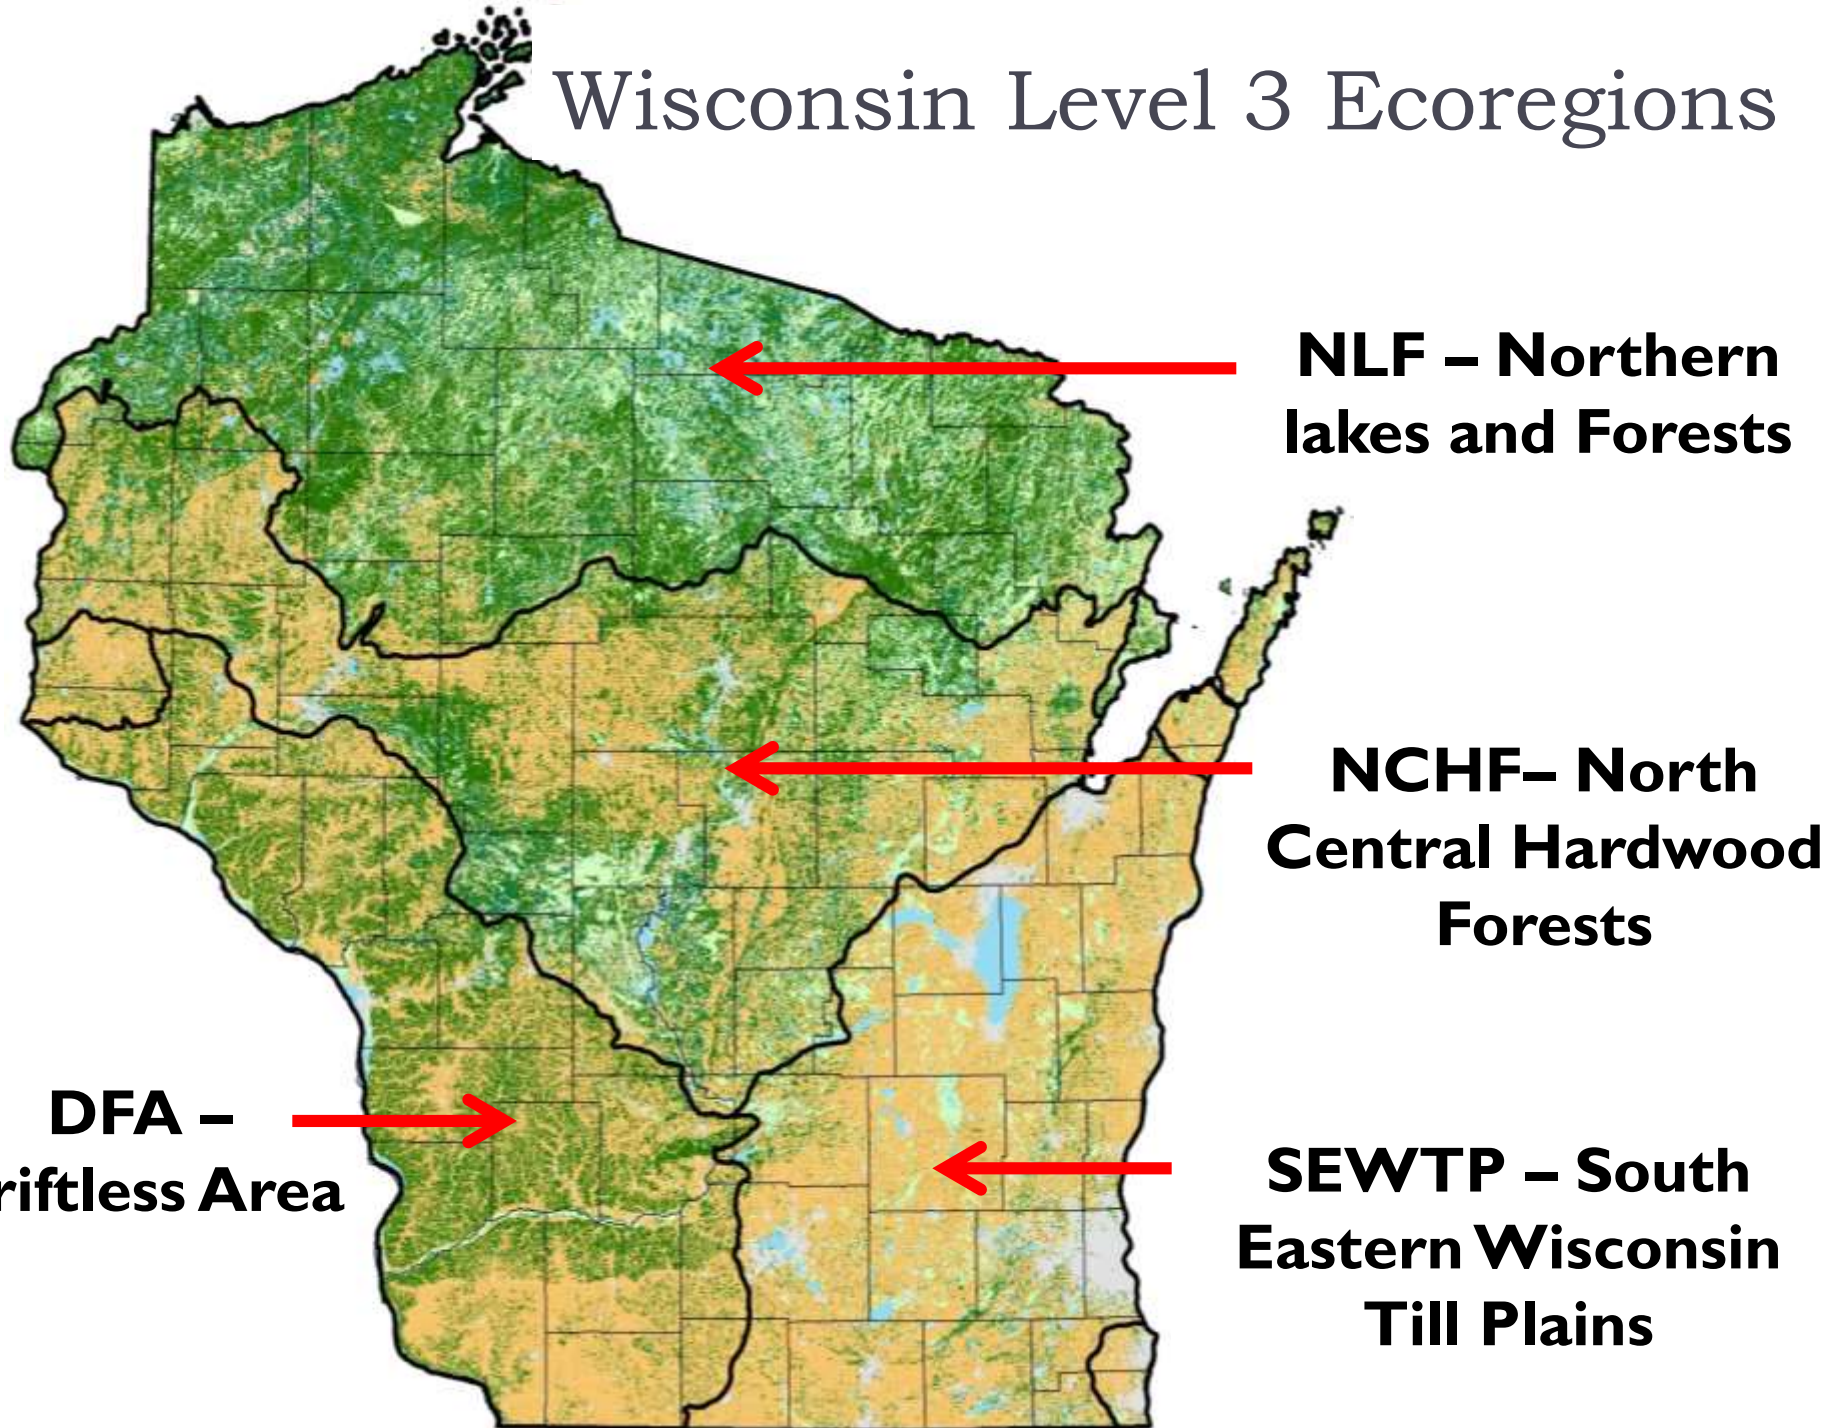 Wisconsin Level 3 Ecoregions
NLF – Northern
lakes and Forests
NCHF– North
Central Hardwood
Forests
DFA –
riftless Area
SEWTP – South
Eastern Wisconsin
Till Plains